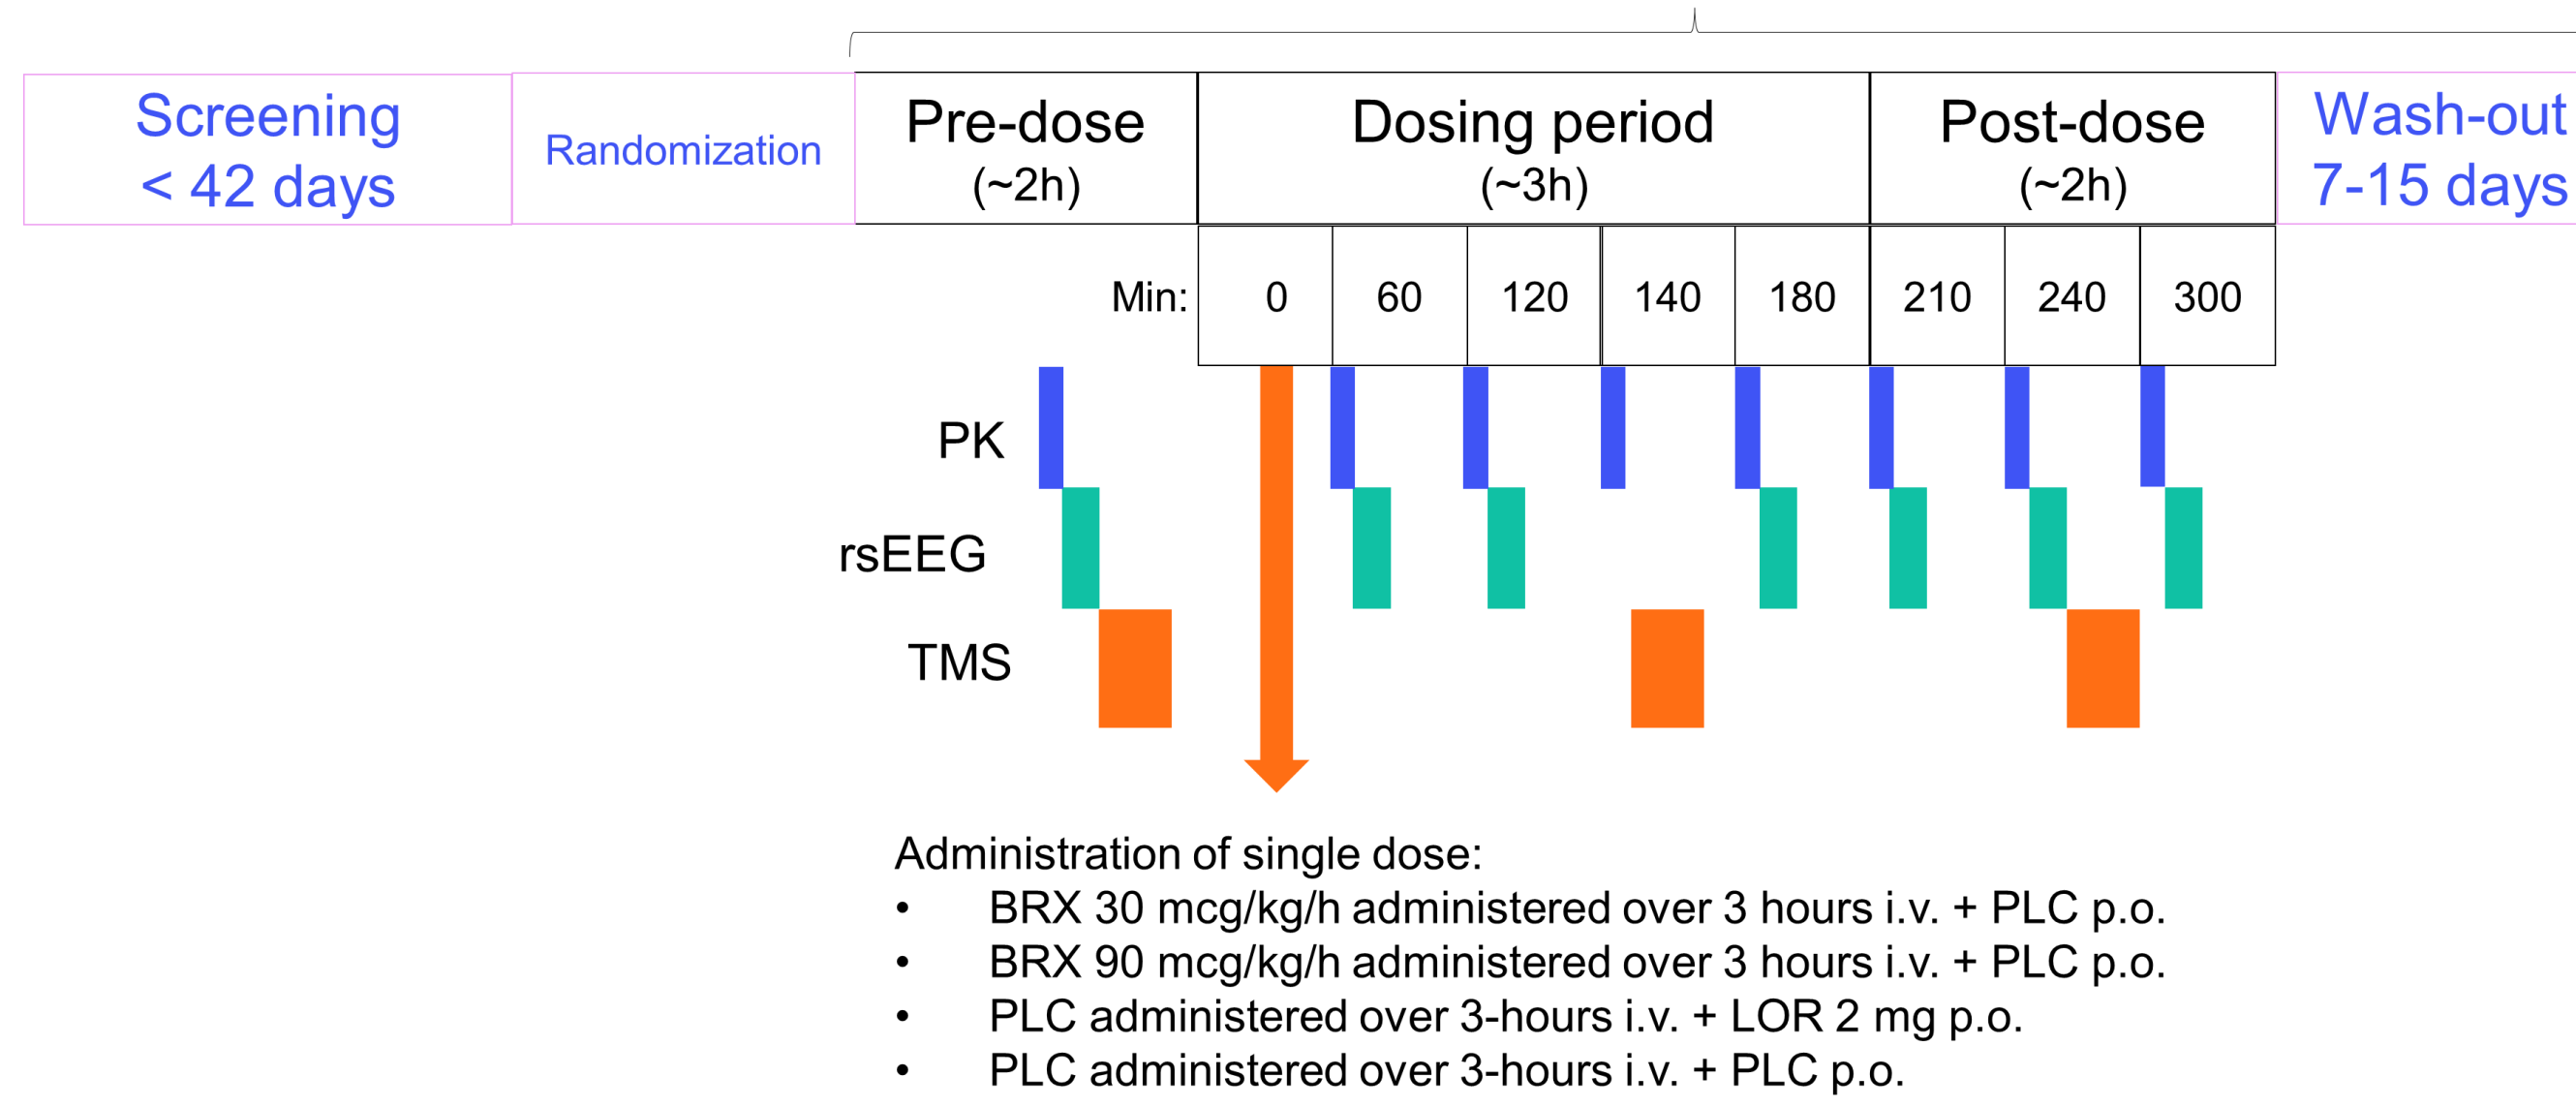 Screening
< 42 days
Randomization
Pre-dose
(~2h)
Dosing period
(~3h)
Post-dose
(~2h)
Wash-out
7-15 days
Min: 0 60 120 140 180 210 240 300
PK
rsEEG
TMS
Administration of single dose:
• BRX 30 mcg/kg/h administered over 3 hours i.v. + PLC p.o.
• BRX 90 mcg/kg/h administered over 3 hours i.v. + PLC p.o.
• PLC administered over 3-hours i.v. + LOR 2 mg p.o.
• PLC administered over 3-hours i.v. + PLC p.o.